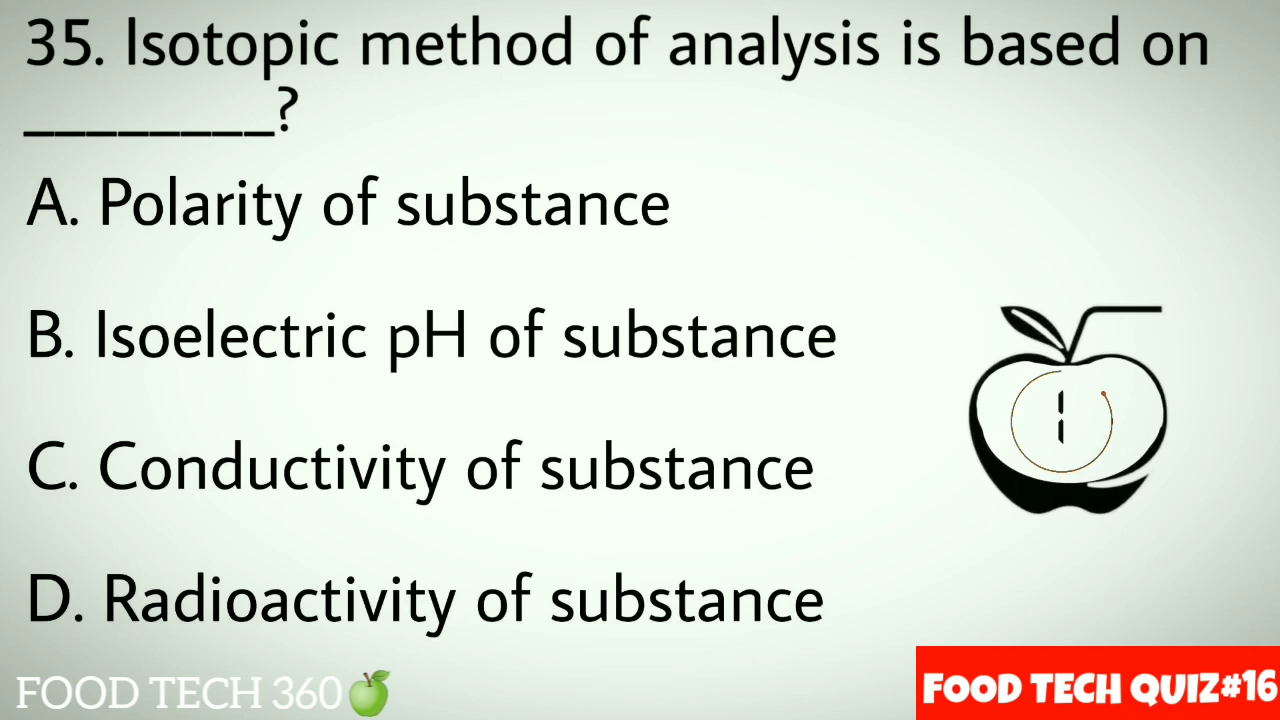 35. Isotopic method of analysis is based on
________?
A. Polarity of substance
B. Isoelectric pH of substance
C. Conductivity of substance
D. Radioactivity of substance
1
FOOD TECH 360
FOOD TECH QUIZ#16